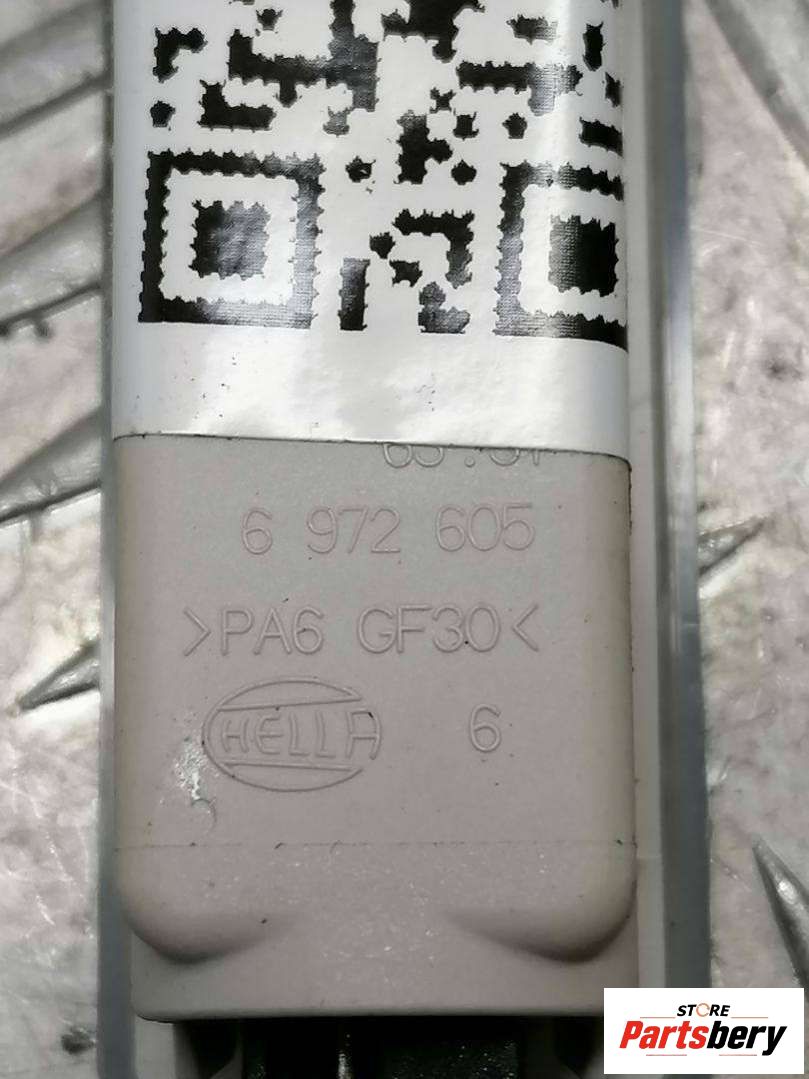 6 972 605
>PA6 GF30<
HELLA 6
STORE
Partsbery